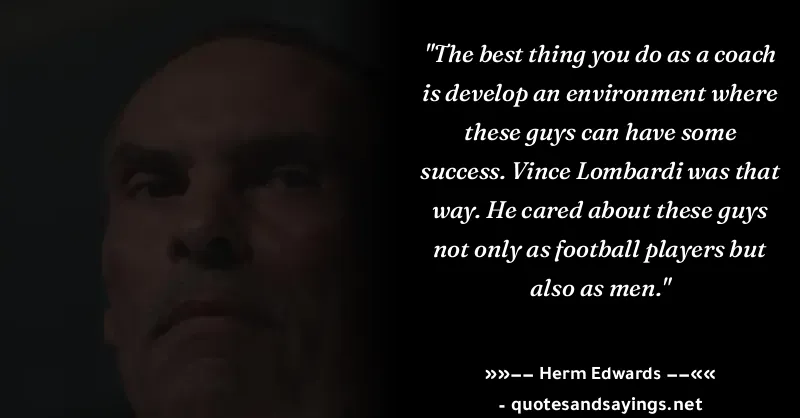 "The best thing you do as a coach
is develop an environment where
these guys can have some
success. Vince Lombardi was that
way. He cared about these guys
not only as football players but
also as men."
»»–– Herm Edwards ––««
- quotesandsayings.net